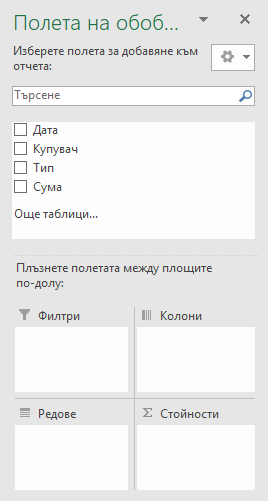 Полета на обоб...
Изберете полета за добавяне към
отчета:
Търсене
Дата
Купувач
Тип
Сума
Още таблици...
Плъзнете полетата между площите
по-долу:
Филтри
Колони
Редове
Σ Стойности